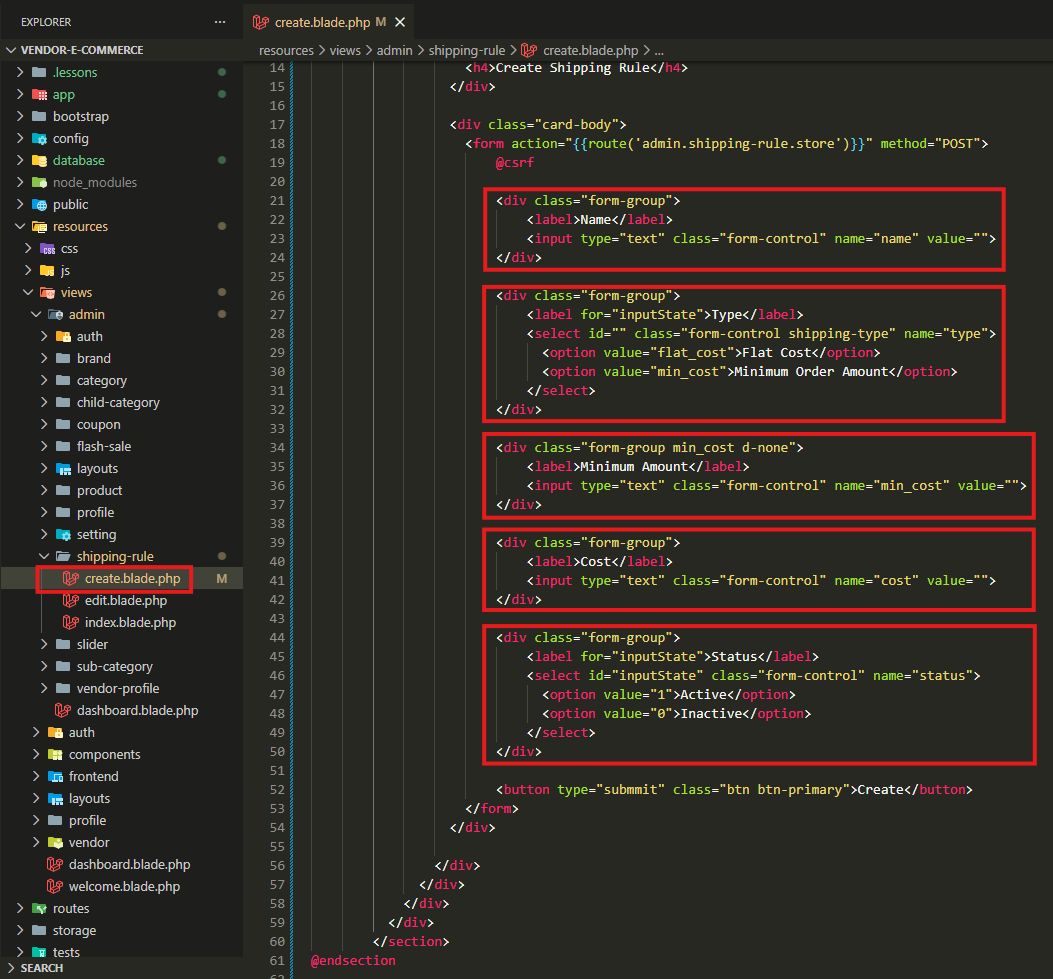 EXPLORER
...
VENDOR-E-COMMERCE
.lessons
app
bootstrap
config
database
node_modules
public
resources
css
js
views
admin
auth
brand
category
child-category
coupon
flash-sale
layouts
product
profile
setting
shipping-rule
create.blade.php M
edit.blade.php
index.blade.php
slider
sub-category
vendor-profile
dashboard.blade.php
auth
components
frontend
layouts
profile
vendor
dashboard.blade.php
welcome.blade.php
routes
storage
tests
SEARCH
create.blade.php M
resources > views > admin > shipping-rule > create.blade.php > ...
14 <h4>Create Shipping Rule</h4>
15 </div>
16
17 <div class="card-body">
18 <form action="{{route('admin.shipping-rule.store')}}" method="POST">
19 @csrf
20
21 <div class="form-group">
22 <label>Name</label>
23 <input type="text" class="form-control" name="name" value="">
24 </div>
25
26 <div class="form-group">
27 <label for="inputState">Type</label>
28 <select id="" class="form-control shipping-type" name="type">
29 <option value="flat_cost">Flat Cost</option>
30 <option value="min_cost">Minimum Order Amount</option>
31 </select>
32 </div>
33
34 <div class="form-group min_cost d-none">
35 <label>Minimum Amount</label>
36 <input type="text" class="form-control" name="min_cost" value="">
37 </div>
38
39 <div class="form-group">
40 <label>Cost</label>
41 <input type="text" class="form-control" name="cost" value="">
42 </div>
43
44 <div class="form-group">
45 <label for="inputState">Status</label>
46 <select id="inputState" class="form-control" name="status">
47 <option value="1">Active</option>
48 <option value="0">Inactive</option>
49 </select>
50 </div>
51
52 <button type="submmit" class="btn btn-primary">Create</button>
53 </form>
54 </div>
55
56 </div>
57 </div>
58 </div>
59 </div>
60 </section>
61 @endsection